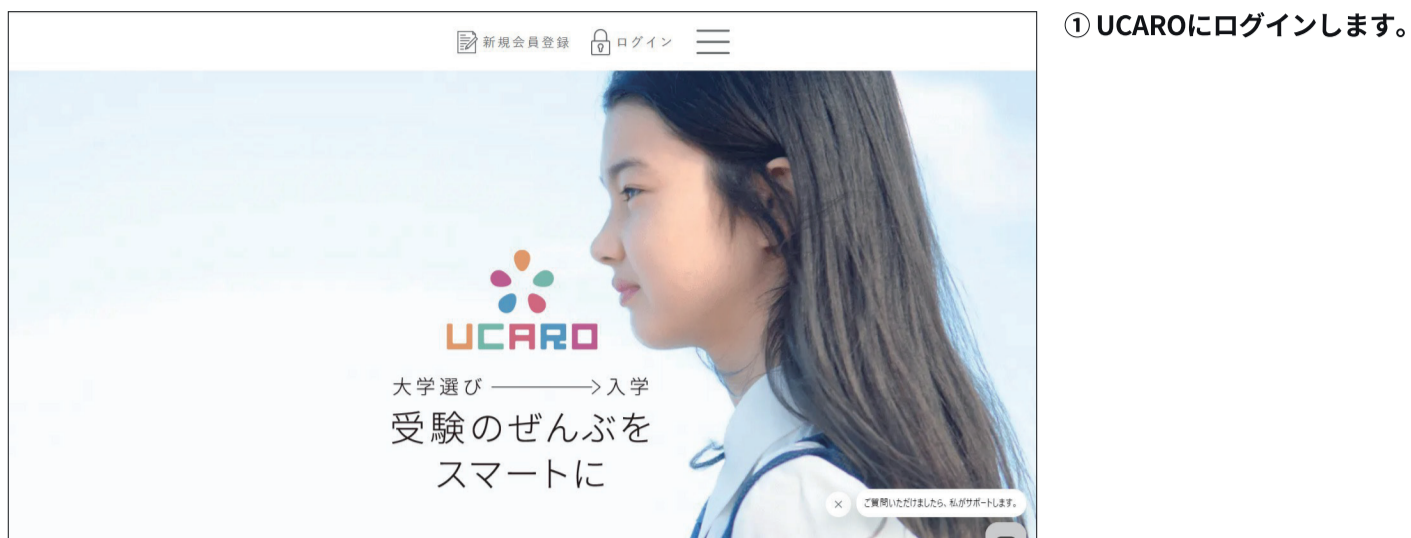 新規会員登録 ログイン
① UCAROにログインします。
UCARO
大学選び → 入学
受験のぜんぶを
スマートに
× ご質問いただけましたら、私がサポートします。